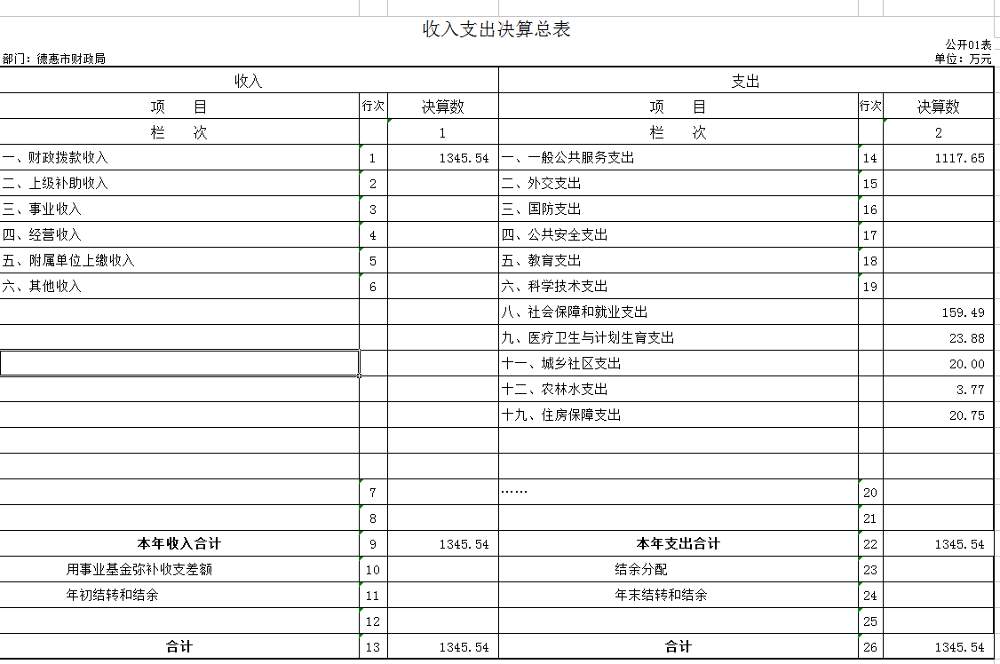 收入支出决算总表
公开01表
部门：德惠市财政局 单位：万元
收入 支出
项 目 行次 决算数 项 目 行次 决算数
栏 次 1 栏 次 2
一、财政拨款收入 1 1345.54 一、一般公共服务支出 14 1117.65
二、上级补助收入 2 二、外交支出 15
三、事业收入 3 三、国防支出 16
四、经营收入 4 四、公共安全支出 17
五、附属单位上缴收入 5 五、教育支出 18
六、其他收入 6 六、科学技术支出 19
八、社会保障和就业支出 159.49
九、医疗卫生与计划生育支出 23.88
十一、城乡社区支出 20.00
十二、农林水支出 3.77
十九、住房保障支出 20.75
7 …… 20
8 21
本年收入合计 9 1345.54 本年支出合计 22 1345.54
用事业基金弥补收支差额 10 结余分配 23
年初结转和结余 11 年末结转和结余 24
12 25
合计 13 1345.54 合计 26 1345.54